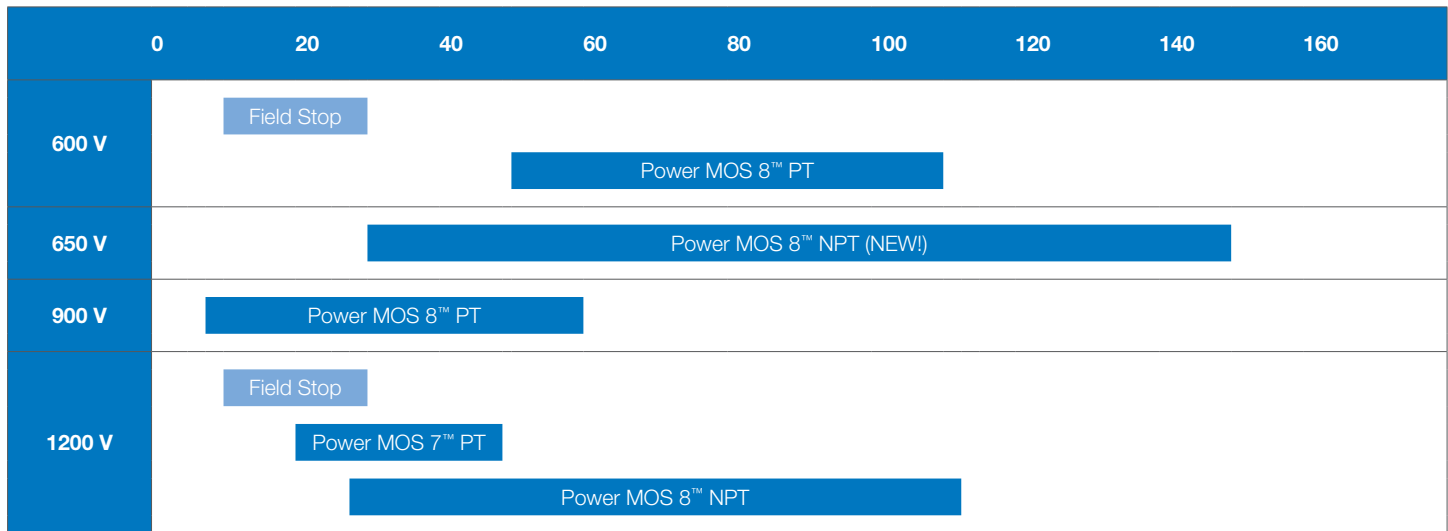 0 20 40 60 80 100 120 140 160
600 V
Field Stop
Power MOS 8™ PT
650 V
Power MOS 8™ NPT (NEW!)
900 V
Power MOS 8™ PT
1200 V
Field Stop
Power MOS 7™ PT
Power MOS 8™ NPT